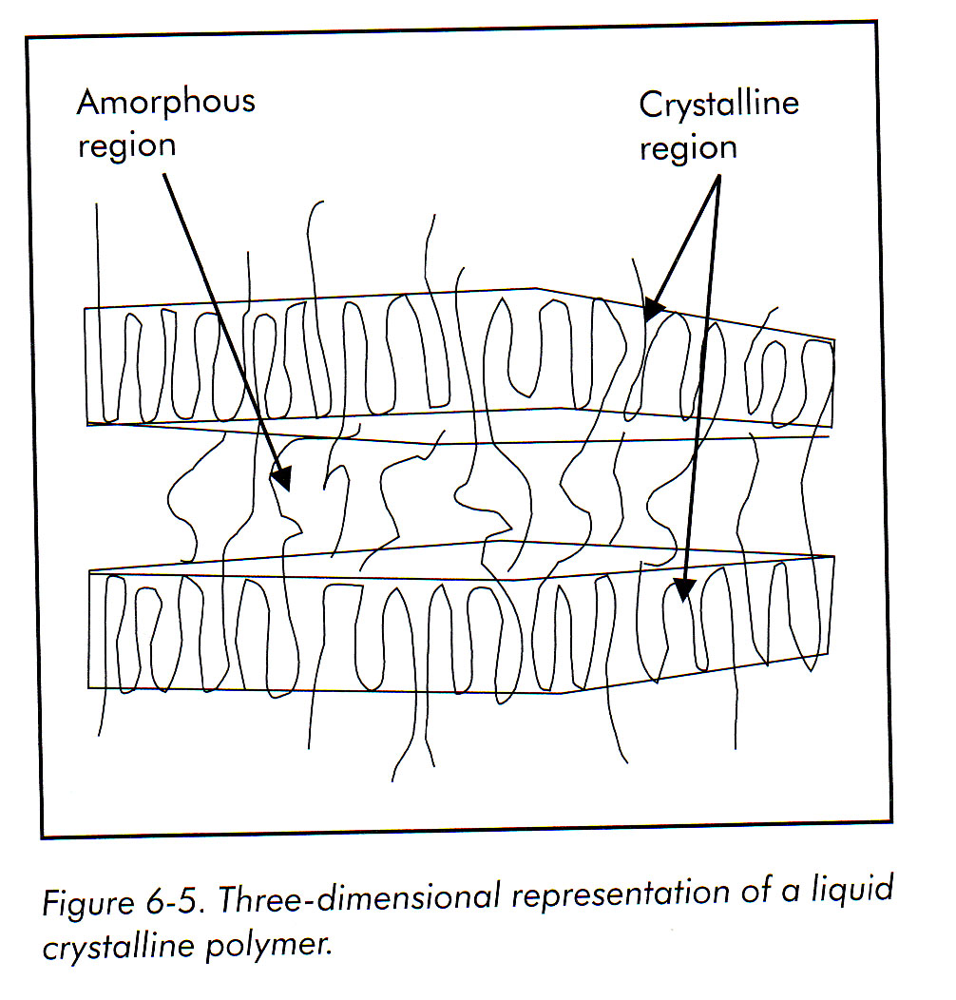 Amorphous
region
Crystalline
region
Figure 6-5. Three-dimensional representation of a liquid
crystalline polymer.